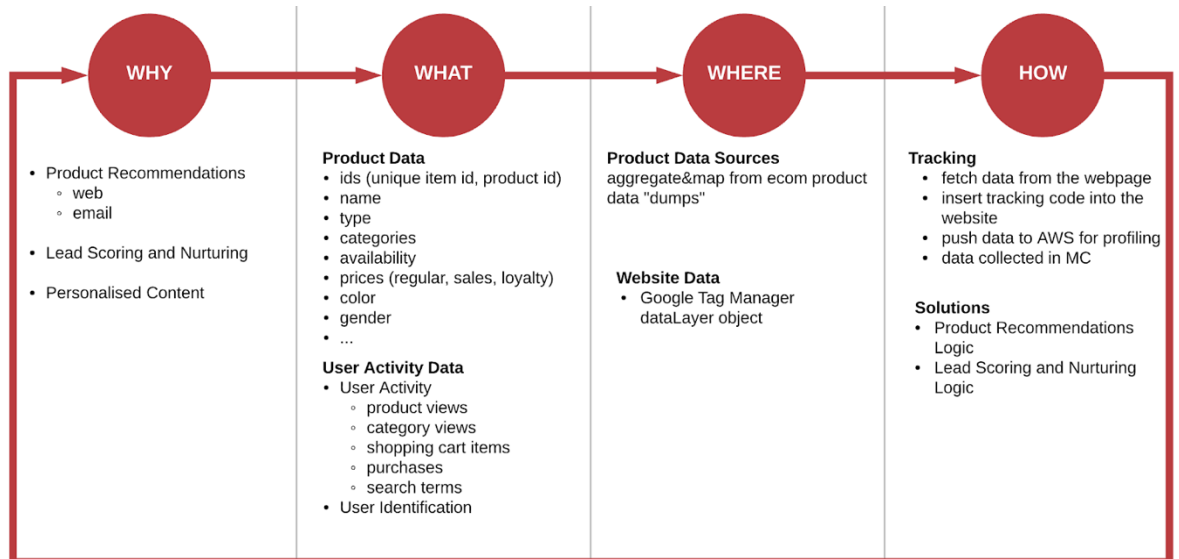 WHY
WHAT
WHERE
HOW
• Product Recommendations
◦ web
◦ email
• Lead Scoring and Nurturing
• Personalised Content
Product Data
• ids (unique item id, product id)
• name
• type
• categories
• availability
• prices (regular, sales, loyalty)
• color
• gender
• ...
User Activity Data
• User Activity
◦ product views
◦ category views
◦ shopping cart items
◦ purchases
◦ search terms
• User Identification
Product Data Sources
aggregate&map from ecom product
data "dumps"
Website Data
• Google Tag Manager
dataLayer object
Tracking
• fetch data from the webpage
• insert tracking code into the
website
• push data to AWS for profiling
• data collected in MC
Solutions
• Product Recommendations
Logic
• Lead Scoring and Nurturing
Logic